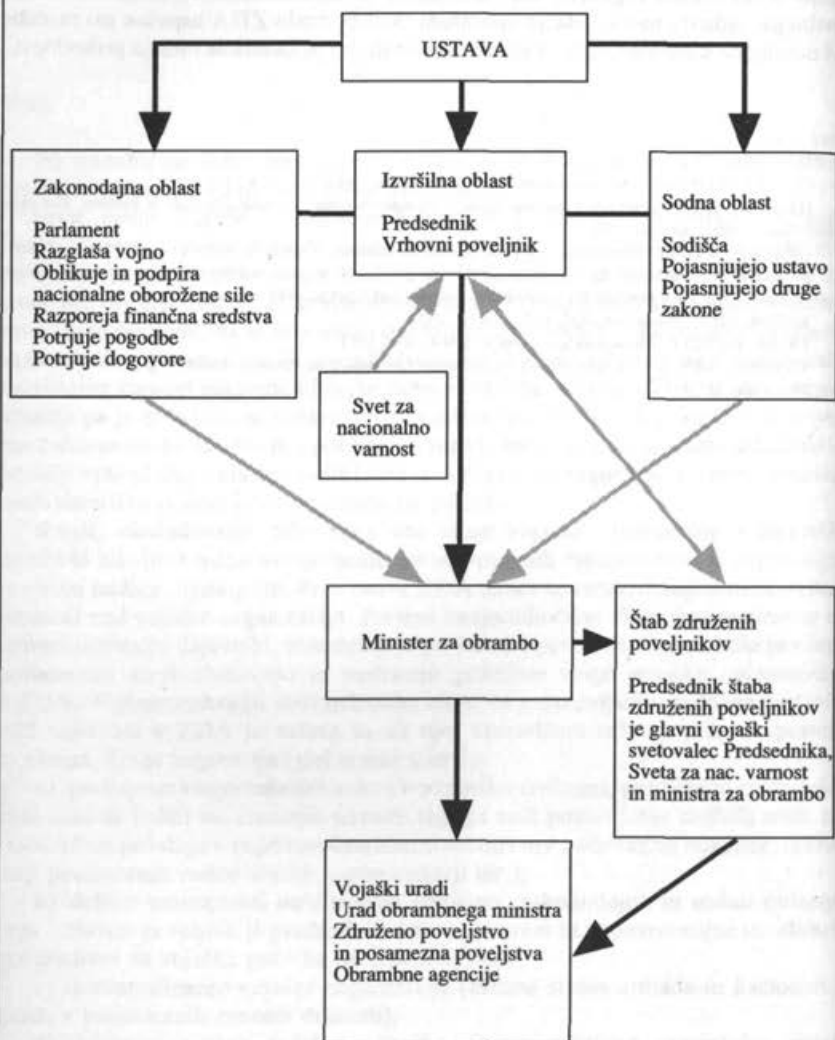 USTAVA
Zakonodajna oblast
Parlament
Razglaša vojno
Oblikuje in podpira
nacionalne oborožene sile
Razporeja finančna sredstva
Potrjuje pogodbe
Potrjuje dogovore
Izvršilna oblast
Predsednik
Vrhovni poveljnik
Sodna oblast
Sodišča
Pojasnjujejo ustavo
Pojasnjujejo druge
zakone
Svet za
nacionalno
varnost
Minister za obrambo
Štab združenih
poveljnikov
Predsednik štaba
združenih poveljnikov
je glavni vojaški
svetovalec Predsednika,
Sveta za nac. varnost
in ministra za obrambo
Vojaški uradi
Urad obrambnega ministra
Združeno poveljstvo
in posamezna poveljstva
Obrambne agencije